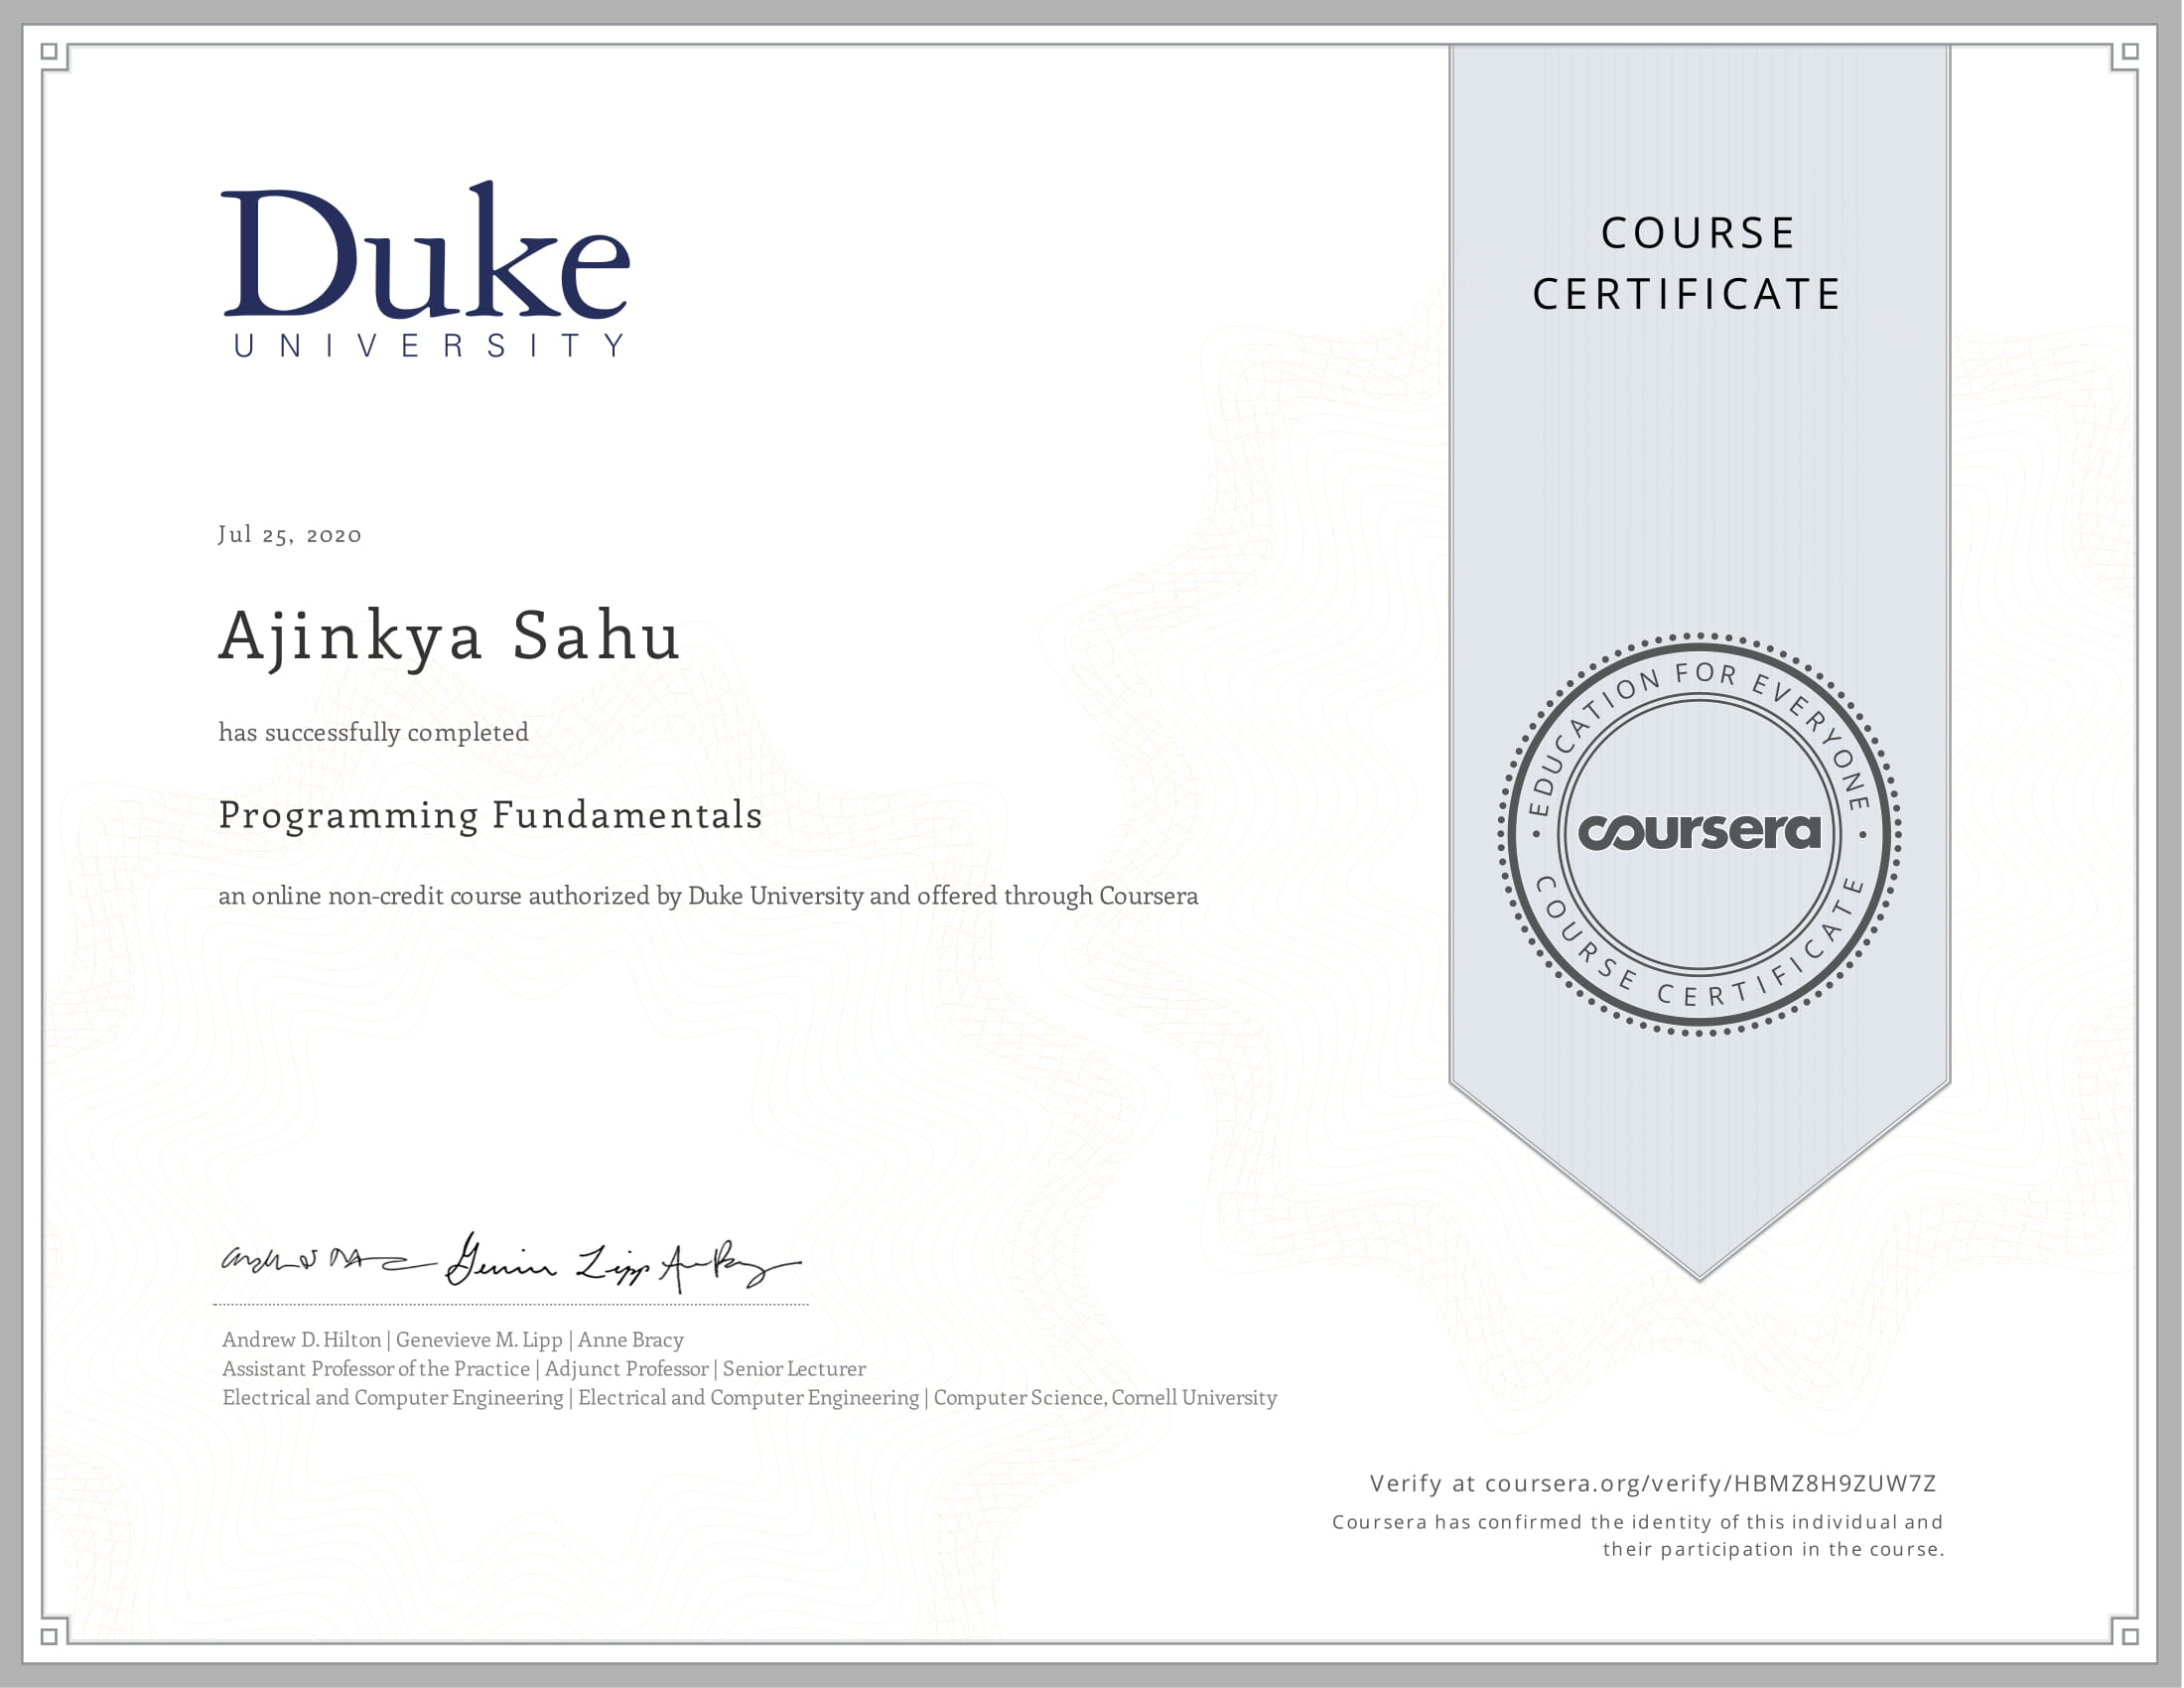 Duke
UNIVERSITY
COURSE
CERTIFICATE
Jul 25, 2020
Ajinkya Sahu
has successfully completed
Programming Fundamentals
an online non-credit course authorized by Duke University and offered through Coursera
EDUCATION FOR EVERYONE
coursera
COURSE CERTIFICATE
Genevieve Lipp
Andrew D. Hilton | Genevieve M. Lipp | Anne Bracy
Assistant Professor of the Practice | Adjunct Professor | Senior Lecturer
Electrical and Computer Engineering | Electrical and Computer Engineering | Computer Science, Cornell University
Verify at coursera.org/verify/HBMZ8H9ZUW7Z
Coursera has confirmed the identity of this individual and
their participation in the course.